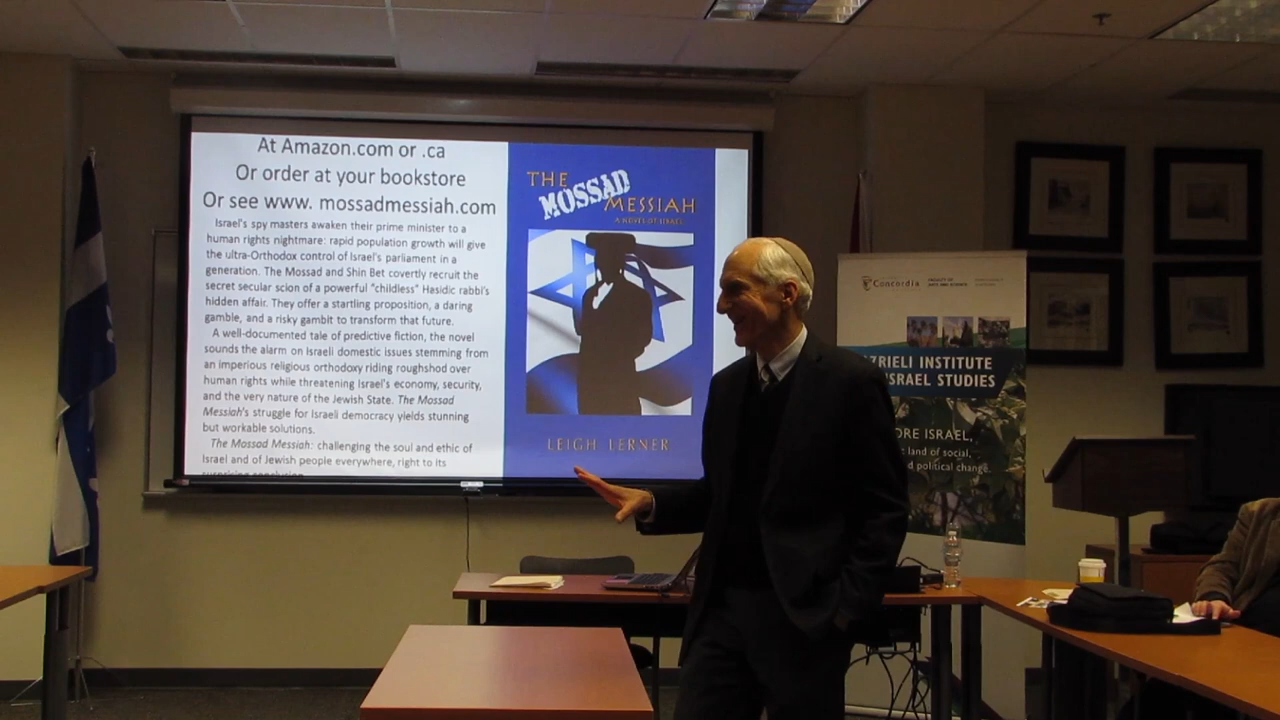 At Amazon.com or .ca
Or order at your bookstore
Or see www. mossadmessiah.com
Israel's spy masters awaken their prime minister to a
human rights nightmare: rapid population growth will give
the ultra-Orthodox control of Israel's parliament in a
generation. The Mossad and Shin Bet covertly recruit the
secret secular scion of a powerful "childless" Hasidic rabbi's
hidden affair. They offer a startling proposition, a daring
gamble, and a risky gambit to transform that future.
A well-documented tale of predictive fiction, the novel
sounds the alarm on Israeli domestic issues stemming from
an imperious religious orthodoxy riding roughshod over
human rights while threatening Israel's economy, security,
and the very nature of the Jewish State. The Mossad
Messiah's struggle for Israeli democracy yields stunning
but workable solutions.
The Mossad Messiah: challenging the soul and ethic of
Israel and of Jewish people everywhere, right to its
surprising conclusion
THE
MOSSAD
MESSIAH
LEIGH LERNER
Concordia
FACULTY OF
ARTS AND SCIENCE
ZRIELI INSTITUTE
ISRAEL STUDIES
ORE ISRAEL,
c land of social,
d political change.